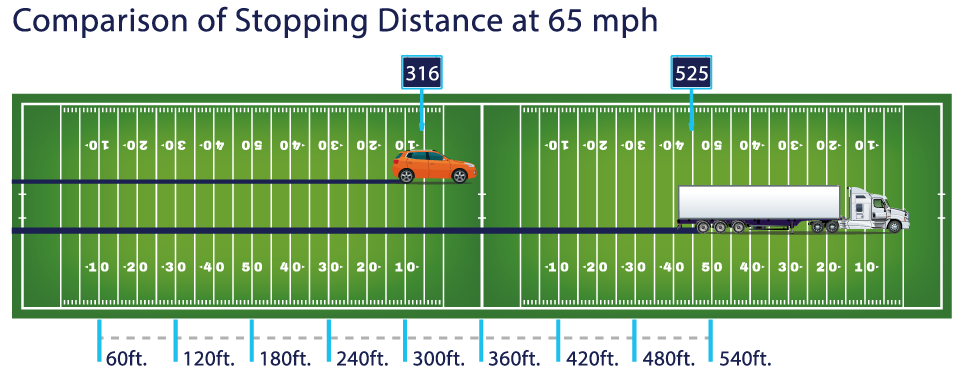 Comparison of Stopping Distance at 65 mph
316 525
10 20 30 40 50 40 30 20 10 10 20 30 40 50 40 30 20 10
10 20 30 40 50 40 30 20 10 10 20 30 40 50 40 30 20 10
60ft. 120ft. 180ft. 240ft. 300ft. 360ft. 420ft. 480ft. 540ft.